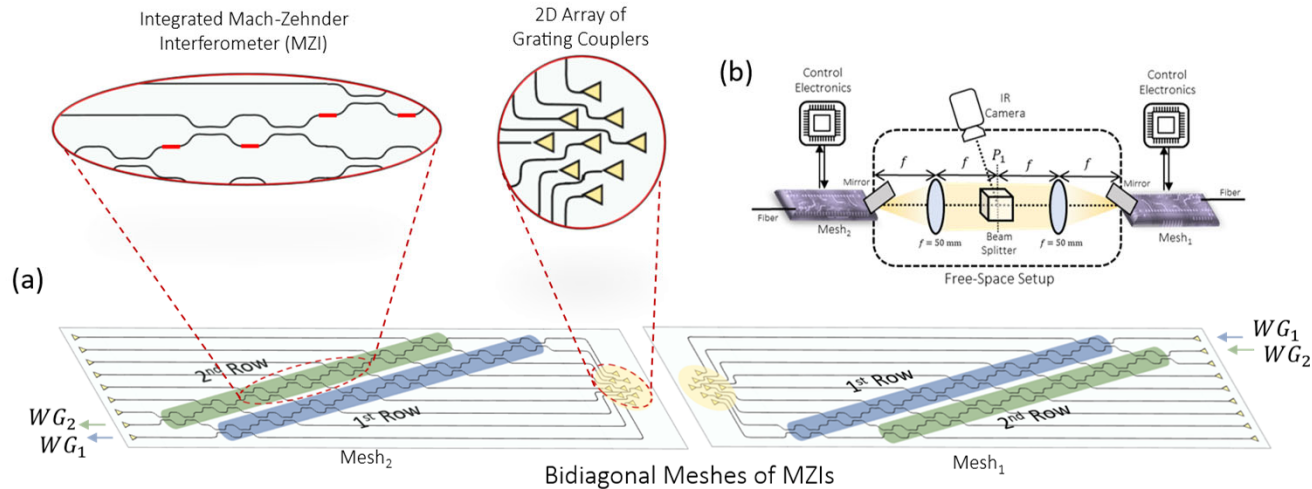 Integrated Mach-Zehnder
Interferometer (MZI)
2D Array of
Grating Couplers
(b)
Control
Electronics
IR
Camera
Control
Electronics
f
f
P₁
f
f
Mirror
Mirror
Fiber
Fiber
Mesh₂
f = 50 mm
Beam
Splitter
f = 50 mm
Mesh₁
Free-Space Setup
(a)
2nd Row
1st Row
WG₂
WG₁
Mesh₂
1st Row
2nd Row
WG₁
WG₂
Mesh₁
Bidiagonal Meshes of MZIs